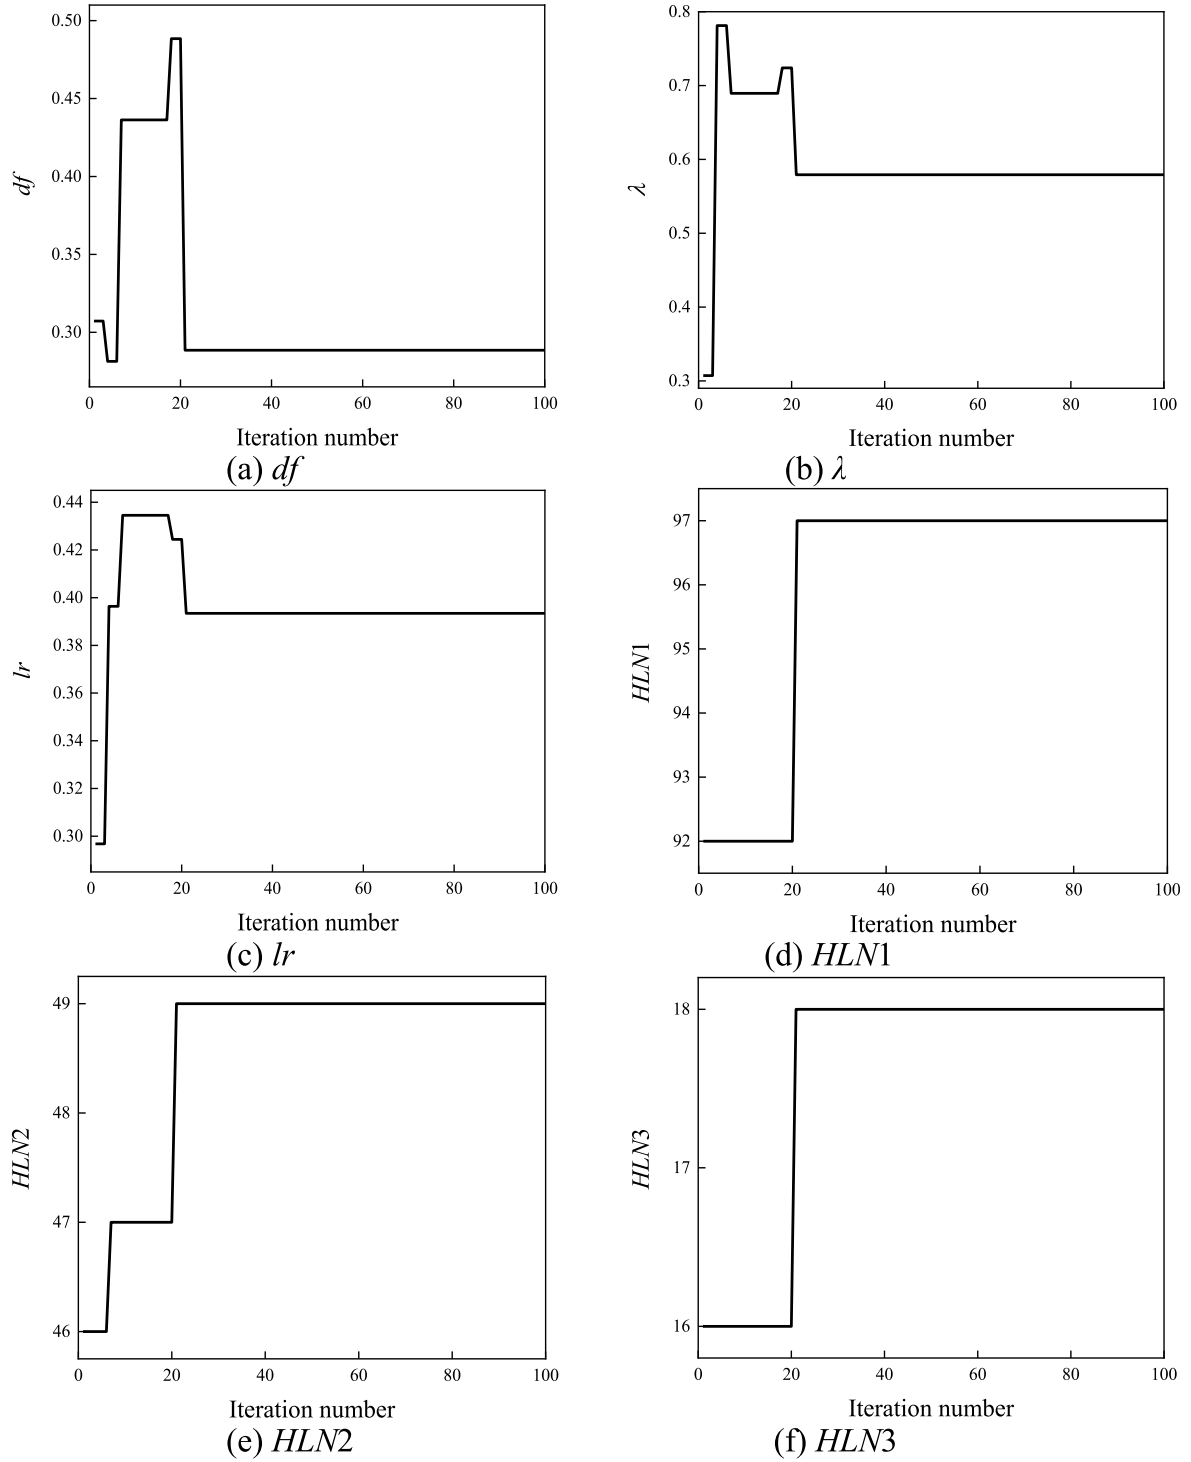 0.50
0.45
0.40
0.35
0.30
df
0 20 40 60 80 100
Iteration number
(a) df
0.8
0.7
0.6
0.5
0.4
0.3
λ
0 20 40 60 80 100
Iteration number
(b) λ
0.44
0.42
0.40
0.38
0.36
0.34
0.32
0.30
lr
0 20 40 60 80 100
Iteration number
(c) lr
97
96
95
94
93
92
HLN1
0 20 40 60 80 100
Iteration number
(d) HLN1
49
48
47
46
HLN2
0 20 40 60 80 100
Iteration number
(e) HLN2
18
17
16
HLN3
0 20 40 60 80 100
Iteration number
(f) HLN3